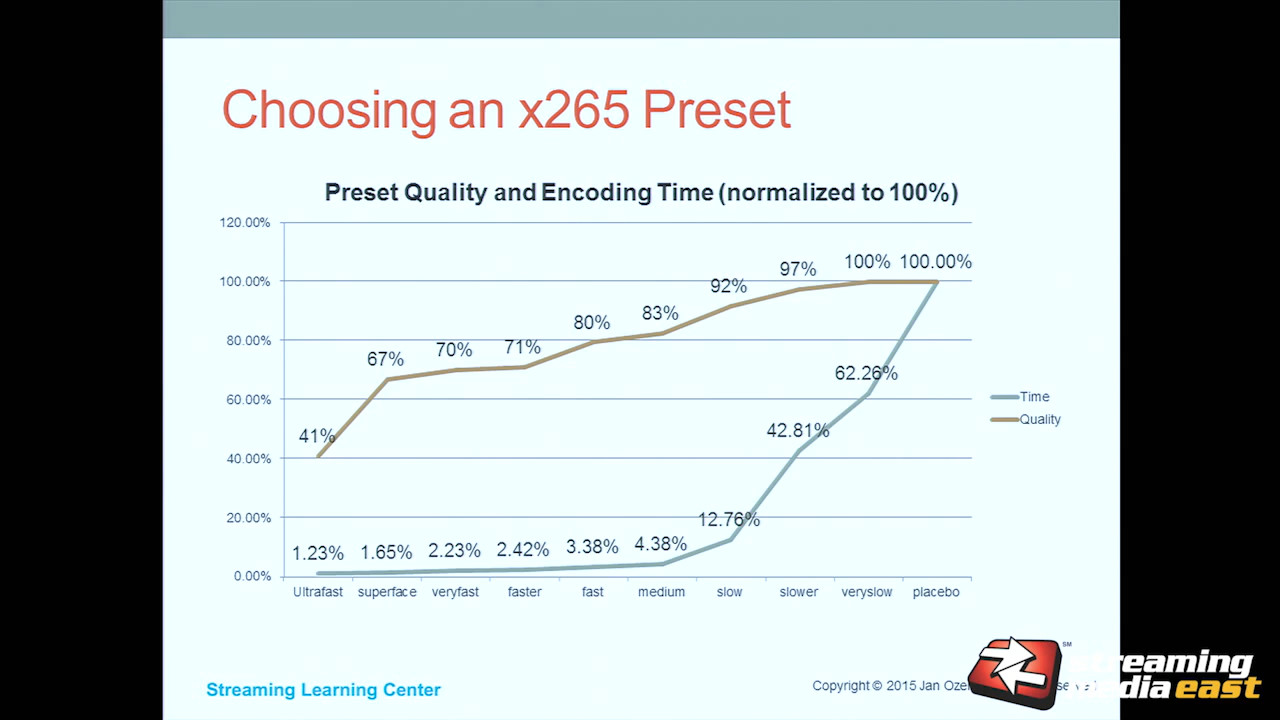 Choosing an x265 Preset
Preset Quality and Encoding Time (normalized to 100%)
120.00%
100.00%
80.00%
60.00%
40.00%
20.00%
0.00%
41%
67%
70%
71%
80%
83%
92%
97%
100%
100.00%
1.23%
1.65%
2.23%
2.42%
3.38%
4.38%
12.76%
42.81%
62.26%
Ultrafast superface veryfast faster fast medium slow slower veryslow placebo
Time
Quality
Streaming Learning Center
Copyright © 2015 Jan
SM
streaming
media east